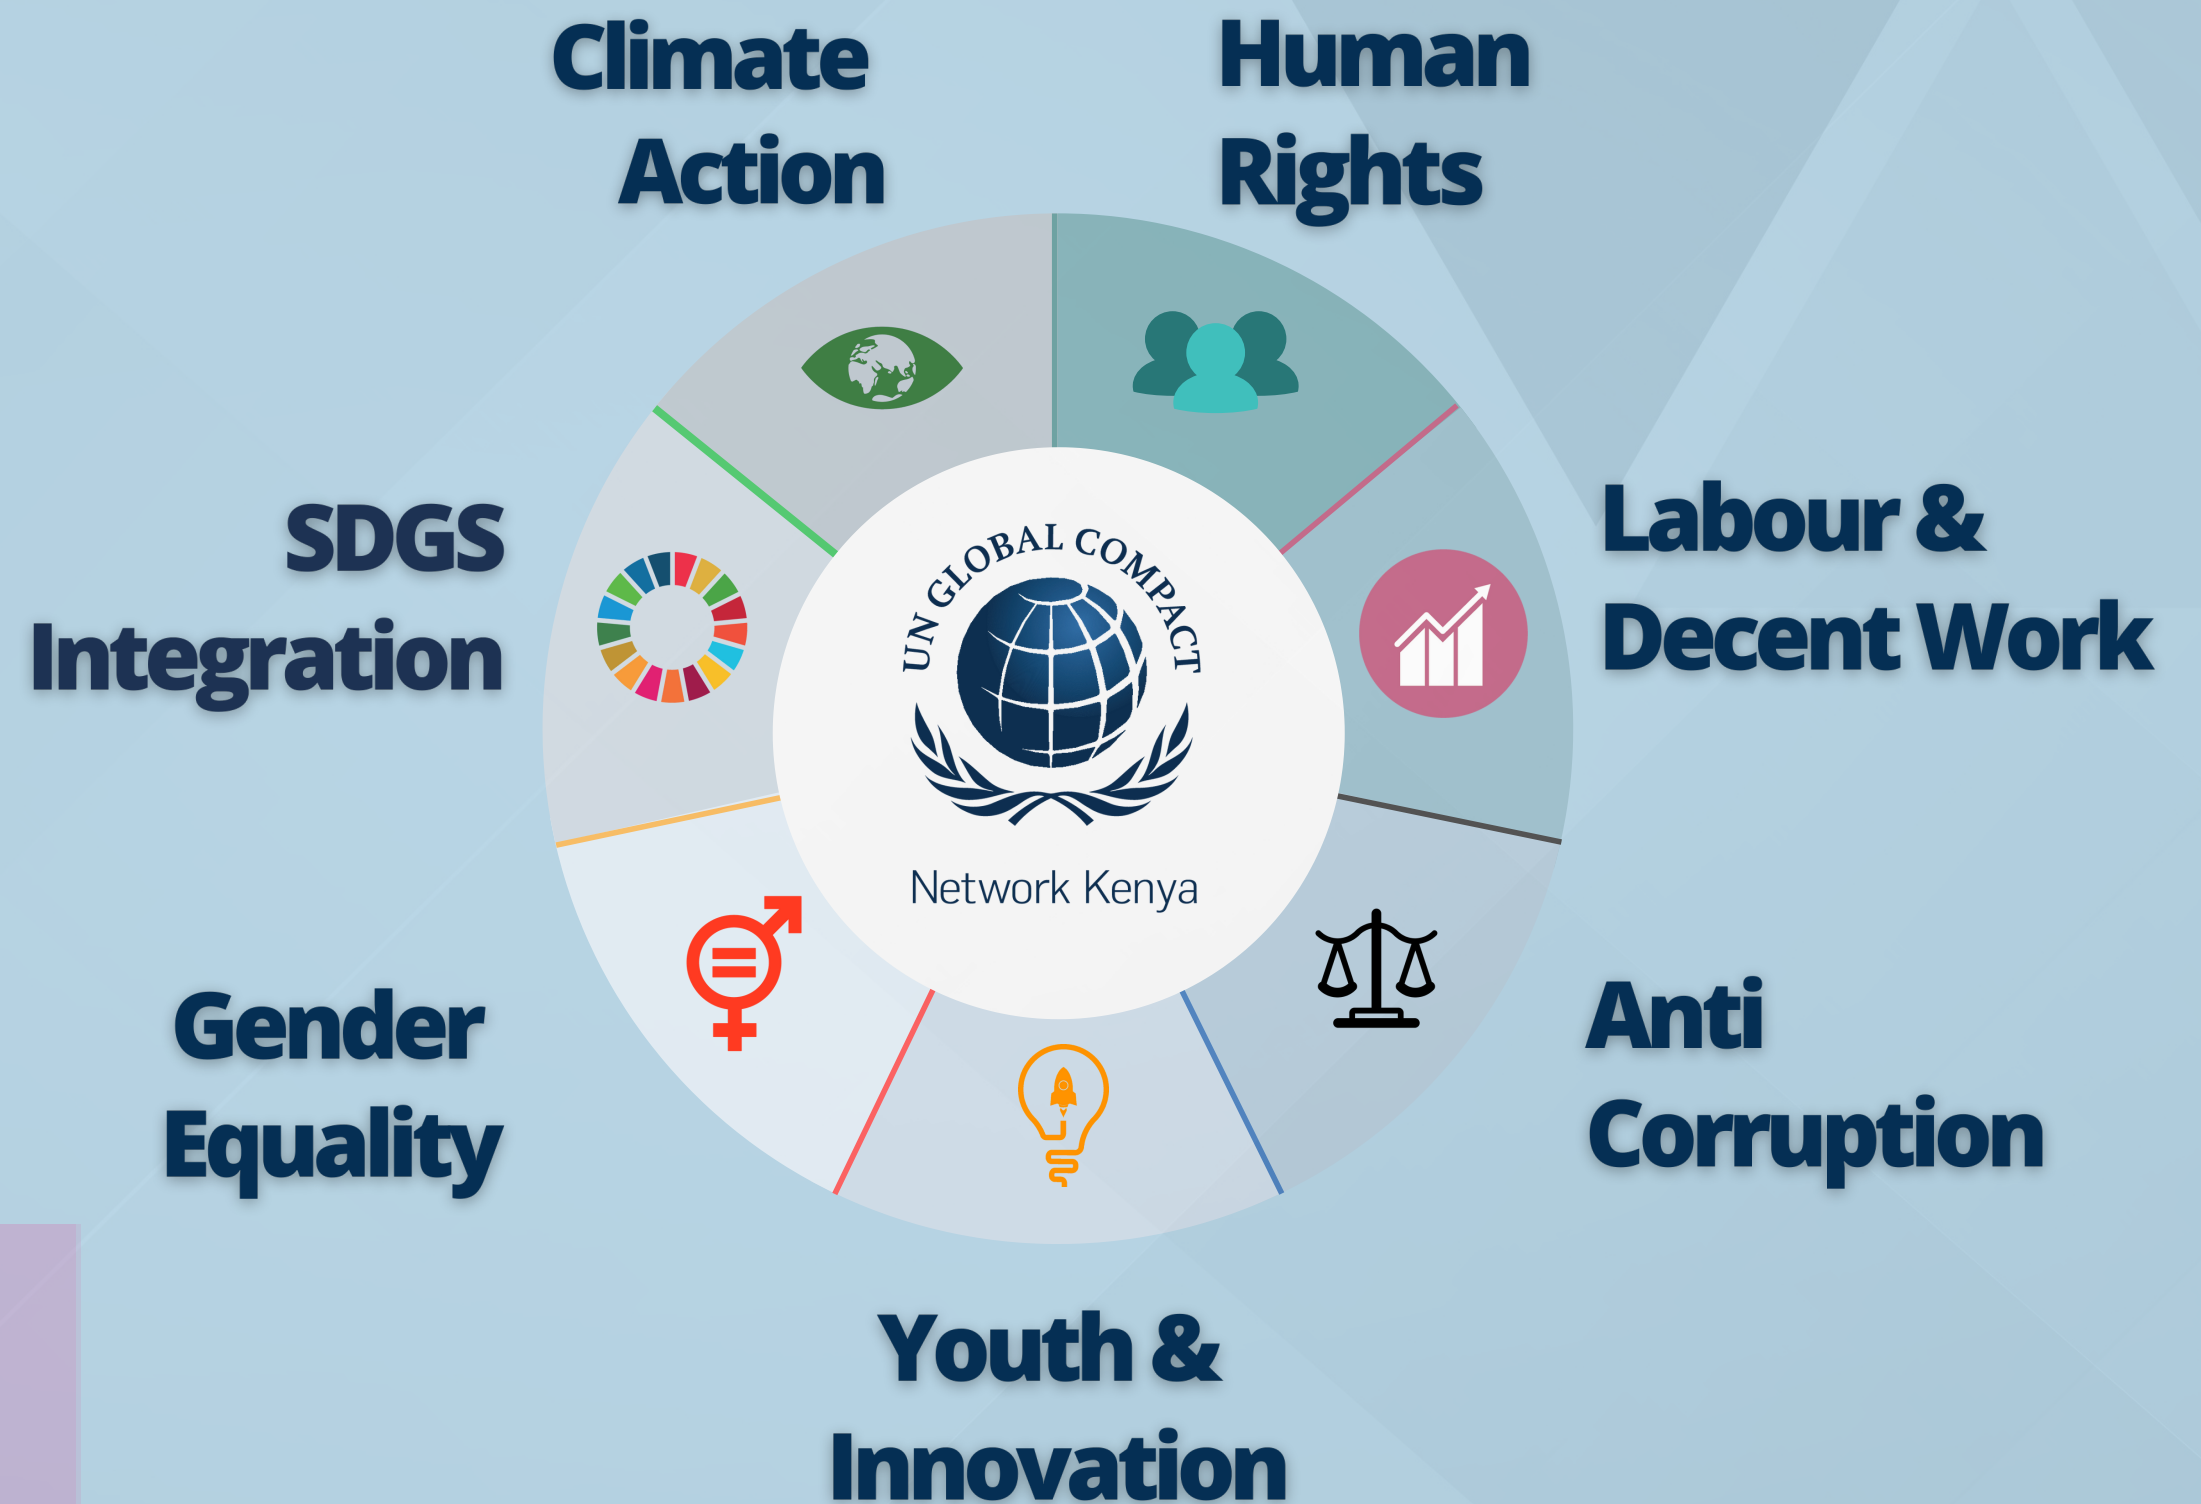 Climate
Action
Human
Rights
SDGS
Integration
Labour &
Decent Work
UN GLOBAL COMPACT
Network Kenya
Gender
Equality
Anti
Corruption
Youth &
Innovation